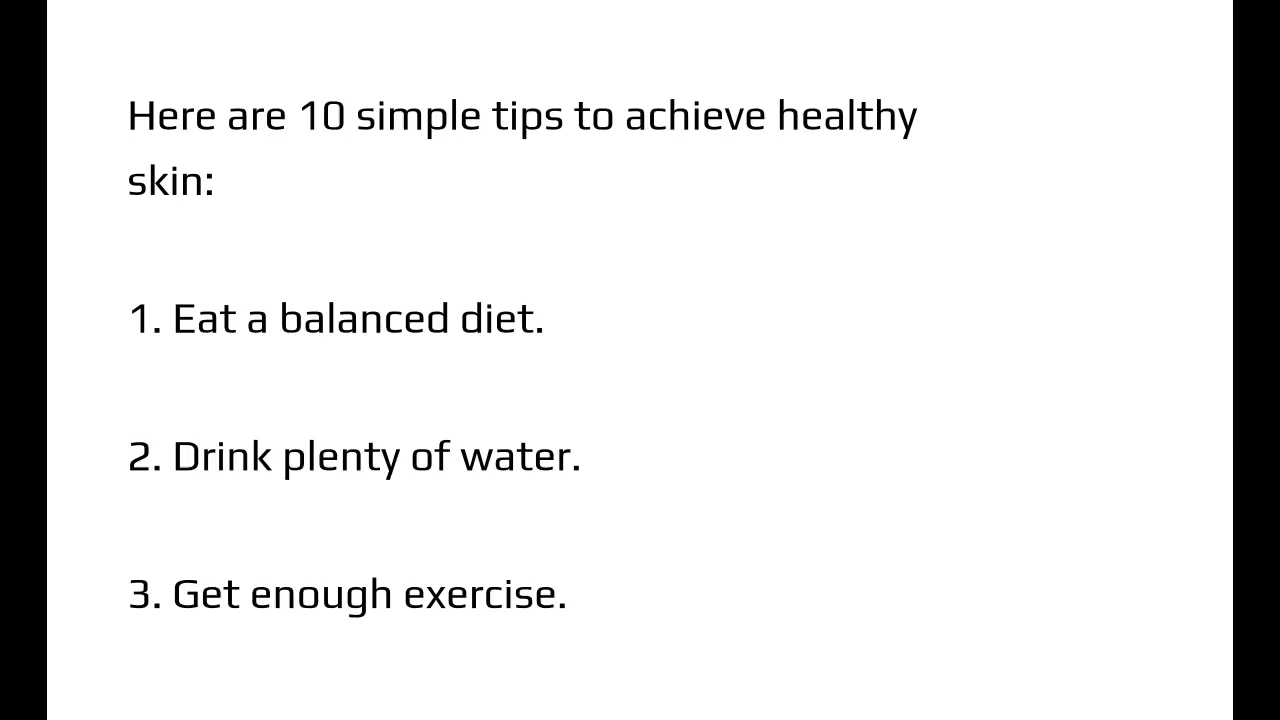 Here are 10 simple tips to achieve healthy
skin:
1. Eat a balanced diet.
2. Drink plenty of water.
3. Get enough exercise.